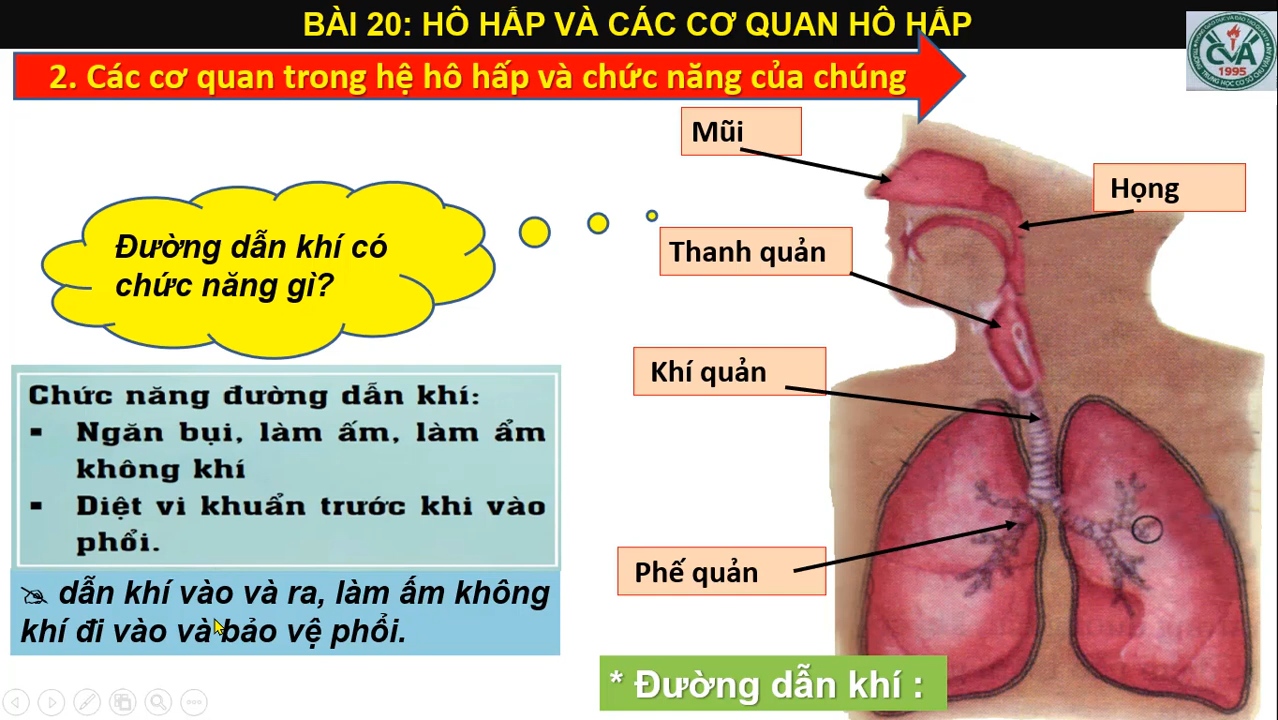 BÀI 20: HÔ HẤP VÀ CÁC CƠ QUAN HÔ HẤP
2. Các cơ quan trong hệ hô hấp và chức năng của chúng
CVA
1995
Mũi
Họng
Đường dẫn khí có
chức năng gì?
Thanh quản
Khí quản
Chức năng đường dẫn khí:
▪ Ngăn bụi, làm ấm, làm ẩm
không khí
▪ Diệt vi khuẩn trước khi vào
phổi.
Phế quản
dẫn khí vào và ra, làm ấm không
khí đi vào và bảo vệ phổi.
* Đường dẫn khí :